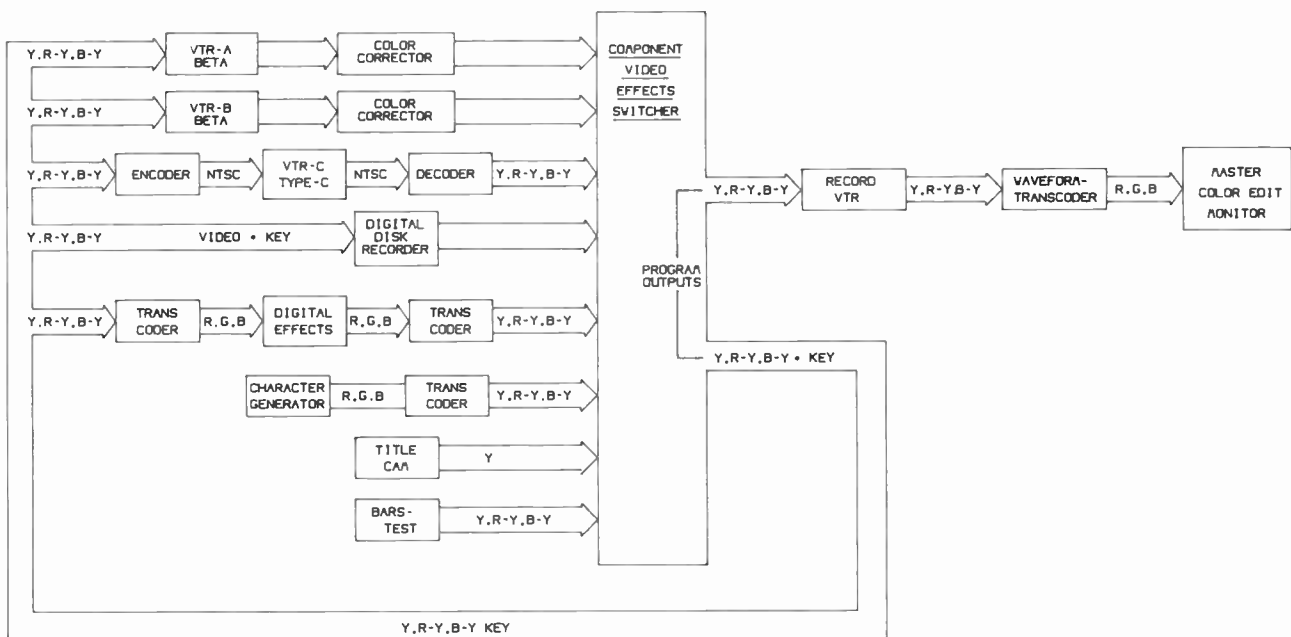 Y,R-Y,B-Y
VTR-A
BETA
COLOR
CORRECTOR
Y,R-Y,B-Y
VTR-B
BETA
COLOR
CORRECTOR
Y,R-Y,B-Y
ENCODER
NTSC
VTR-C
TYPE-C
NTSC
DECODER
Y,R-Y,B-Y
Y,R-Y,B-Y
VIDEO + KEY
DIGITAL
DISK
RECORDER
Y,R-Y,B-Y
TRANS
CODER
R,G,B
DIGITAL
EFFECTS
R,G,B
TRANS
CODER
Y,R-Y,B-Y
CHARACTER
GENERATOR
R,G,B
TRANS
CODER
Y,R-Y,B-Y
TITLE
CAM
Y
BARS-
TEST
Y,R-Y,B-Y
COMPONENT
VIDEO
EFFECTS
SWITCHER
PROGRAM
OUTPUTS
Y,R-Y,B-Y
RECORD
VTR
Y,R-Y,B-Y
WAVEFORM-
TRANSCODER
R,G,B
MASTER
COLOR EDIT
MONITOR
Y,R-Y,B-Y + KEY
Y,R-Y,B-Y KEY